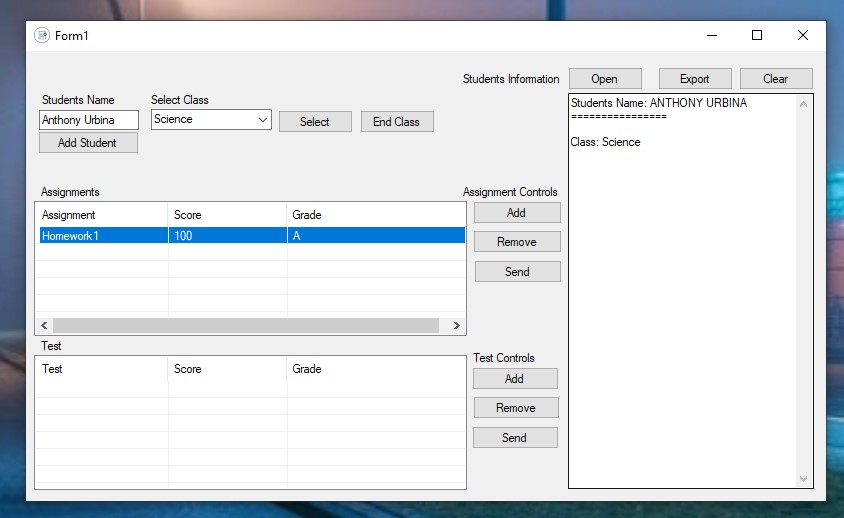 Form1
Students Information
Open
Export
Clear
Students Name
Select Class
Anthony Urbina
Science
Select
End Class
Add Student
Students Name: ANTHONY URBINA
================
Class: Science
Assignments
Assignment Controls
Assignment Score Grade
Homework1 100 A
Add
Remove
Send
Test
Test Controls
Test Score Grade
Add
Remove
Send